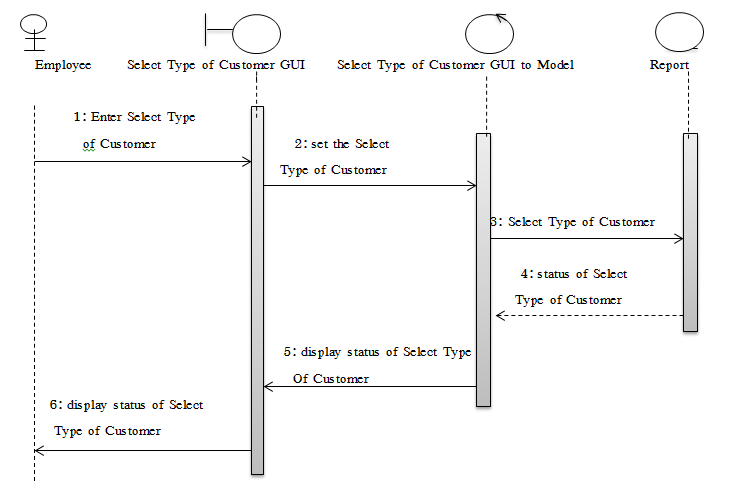 Employee
Select Type of Customer GUI
Select Type of Customer GUI to Model
Report
1: Enter Select Type
of Customer
2: set the Select
Type of Customer
3: Select Type of Customer
4: status of Select
Type of Customer
5: display status of Select Type
Of Customer
6: display status of Select
Type of Customer